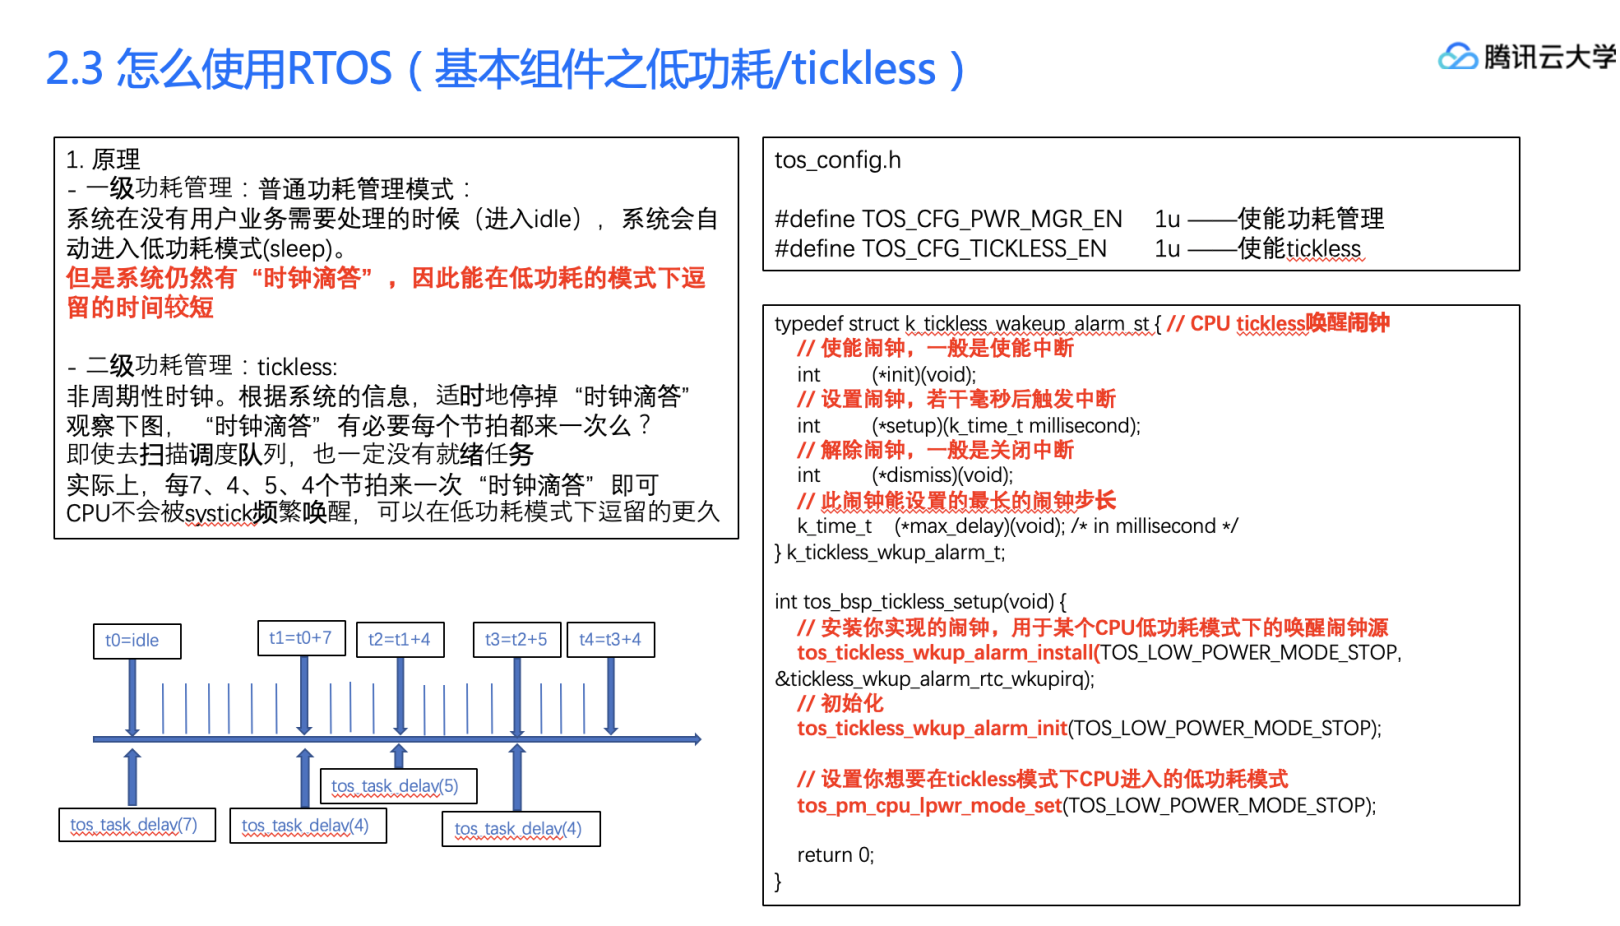 2.3 怎么使用RTOS（基本组件之低功耗/tickless）
腾讯云大学
1. 原理
- 一级功耗管理：普通功耗管理模式：
系统在没有用户业务需要处理的时候（进入idle），系统会自
动进入低功耗模式(sleep)。
但是系统仍然有“时钟滴答”，因此能在低功耗的模式下逗
留的时间较短
- 二级功耗管理：tickless:
非周期性时钟。根据系统的信息，适时地停掉“时钟滴答”
观察下图，“时钟滴答”有必要每个节拍都来一次么？
即使去扫描调度队列，也一定没有就绪任务
实际上，每7、4、5、4个节拍来一次“时钟滴答”即可
CPU不会被systick频繁唤醒，可以在低功耗模式下逗留的更久
tos_config.h
#define TOS_CFG_PWR_MGR_EN 1u ——使能功耗管理
#define TOS_CFG_TICKLESS_EN 1u ——使能tickless
typedef struct k_tickless_wakeup_alarm_st { // CPU tickless唤醒闹钟
// 使能闹钟，一般是使能中断
int (*init)(void);
// 设置闹钟，若干毫秒后触发中断
int (*setup)(k_time_t millisecond);
// 解除闹钟，一般是关闭中断
int (*dismiss)(void);
// 此闹钟能设置的最长的闹钟步长
k_time_t (*max_delay)(void); /* in millisecond */
} k_tickless_wkup_alarm_t;
int tos_bsp_tickless_setup(void) {
// 安装你实现的闹钟，用于某个CPU低功耗模式下的唤醒闹钟源
tos_tickless_wkup_alarm_install(TOS_LOW_POWER_MODE_STOP,
&tickless_wkup_alarm_rtc_wkupirq);
// 初始化
tos_tickless_wkup_alarm_init(TOS_LOW_POWER_MODE_STOP);
// 设置你想要在tickless模式下CPU进入的低功耗模式
tos_pm_cpu_lpwr_mode_set(TOS_LOW_POWER_MODE_STOP);
return 0;
}
t0=idle
t1=t0+7
t2=t1+4
t3=t2+5
t4=t3+4
tos_task_delay(7)
tos_task_delay(4)
tos_task_delay(5)
tos_task_delay(4)